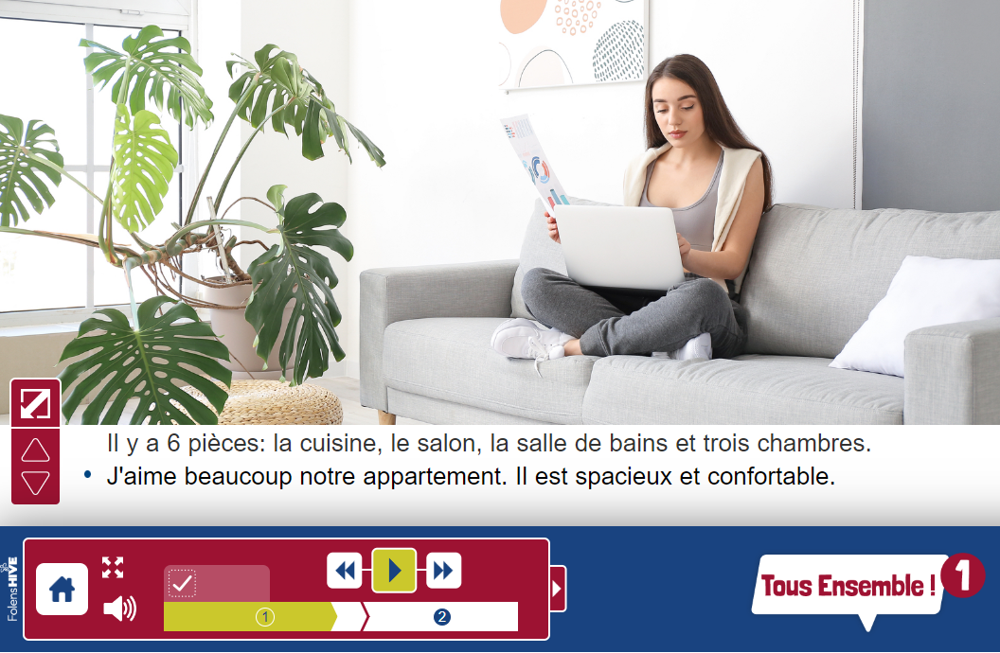 Il y a 6 pièces: la cuisine, le salon, la salle de bains et trois chambres.
• J'aime beaucoup notre appartement. Il est spacieux et confortable.
FolensHIVE
1
2
Tous Ensemble ! 1